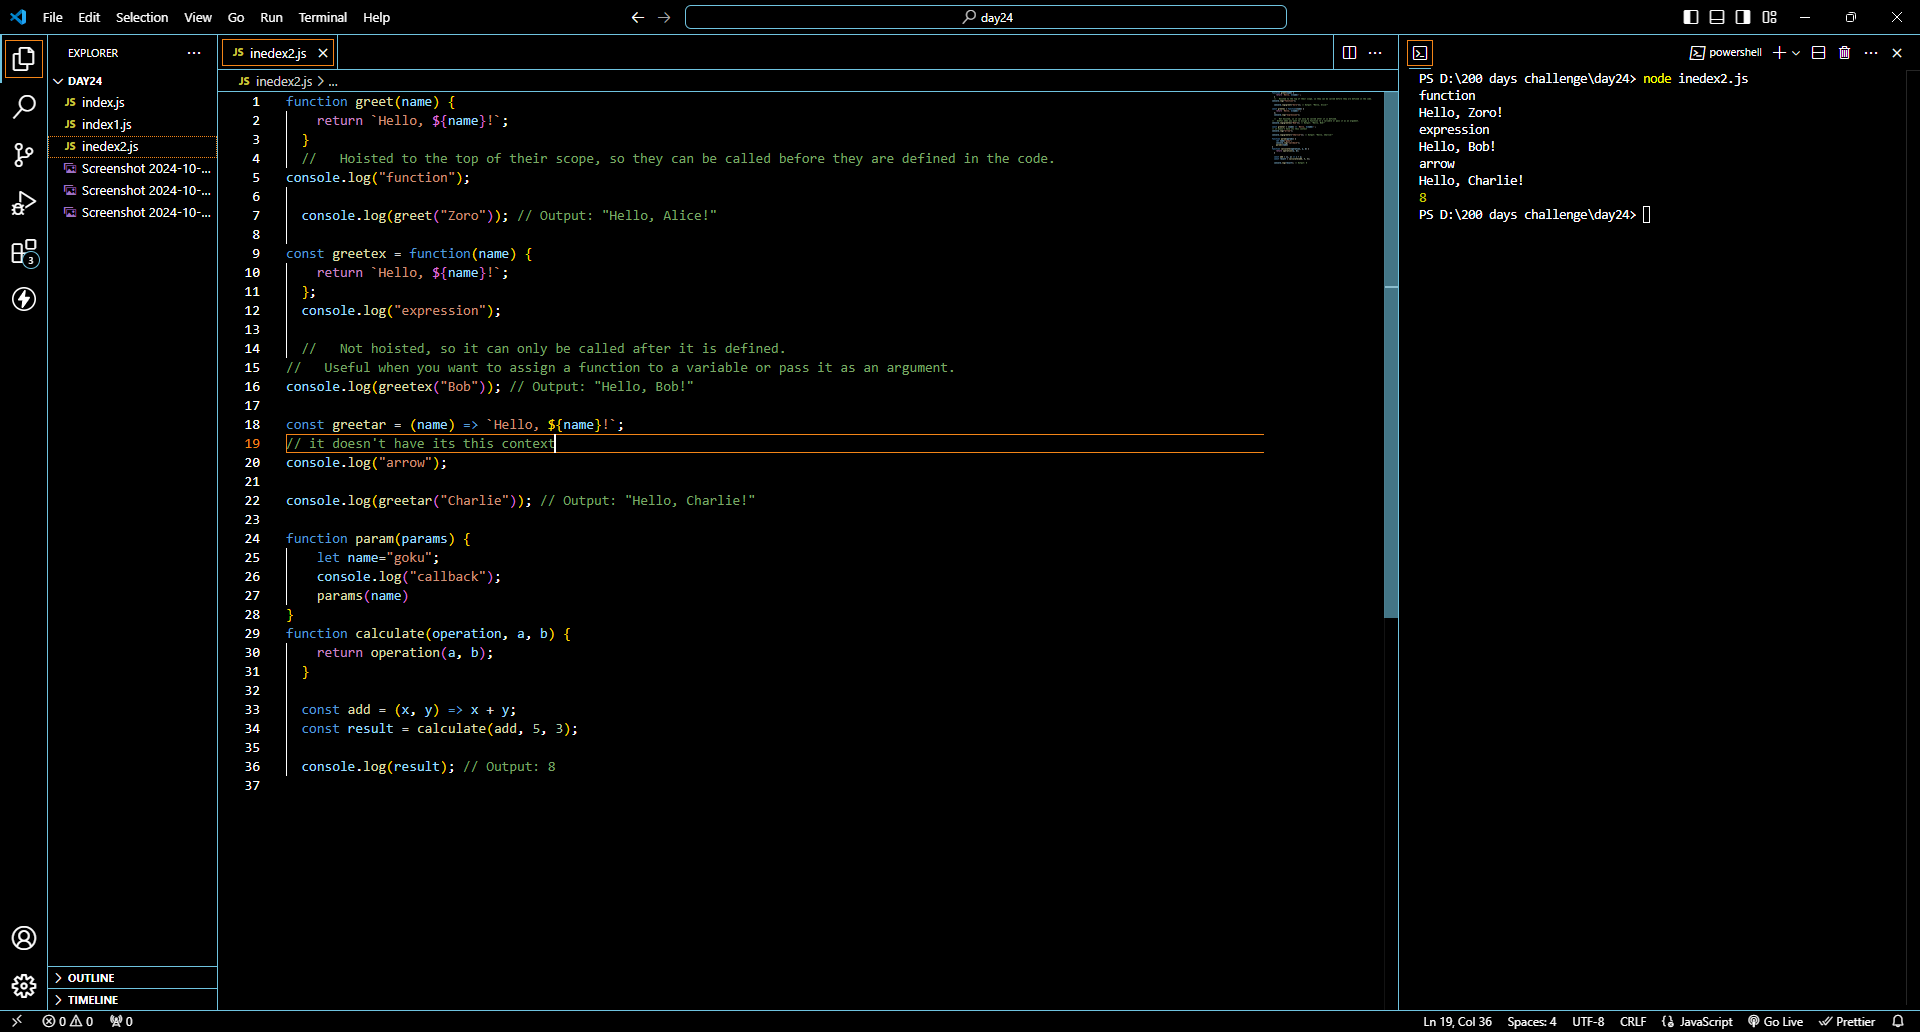 File Edit Selection View Go Run Terminal Help
day24
EXPLORER
DAY24
JS index.js
JS index1.js
JS inedex2.js
Screenshot 2024-10-...
Screenshot 2024-10-...
Screenshot 2024-10-...
3
OUTLINE
TIMELINE
JS inedex2.js
JS inedex2.js > ...
1 function greet(name) {
2 return `Hello, ${name}!`;
3 }
4 // Hoisted to the top of their scope, so they can be called before they are defined in the code.
5 console.log("function");
6
7 console.log(greet("Zoro")); // Output: "Hello, Alice!"
8
9 const greetex = function(name) {
10 return `Hello, ${name}!`;
11 };
12 console.log("expression");
13
14 // Not hoisted, so it can only be called after it is defined.
15 // Useful when you want to assign a function to a variable or pass it as an argument.
16 console.log(greetex("Bob")); // Output: "Hello, Bob!"
17
18 const greetar = (name) => `Hello, ${name}!`;
19 // it doesn't have its this context
20 console.log("arrow");
21
22 console.log(greetar("Charlie")); // Output: "Hello, Charlie!"
23
24 function param(params) {
25 let name="goku";
26 console.log("callback");
27 params(name)
28 }
29 function calculate(operation, a, b) {
30 return operation(a, b);
31 }
32
33 const add = (x, y) => x + y;
34 const result = calculate(add, 5, 3);
35
36 console.log(result); // Output: 8
37
powershell
PS D:\200 days challenge\day24> node inedex2.js
function
Hello, Zoro!
expression
Hello, Bob!
arrow
Hello, Charlie!
8
PS D:\200 days challenge\day24>
0 0 0 Ln 19, Col 36 Spaces: 4 UTF-8 CRLF {} JavaScript Go Live Prettier